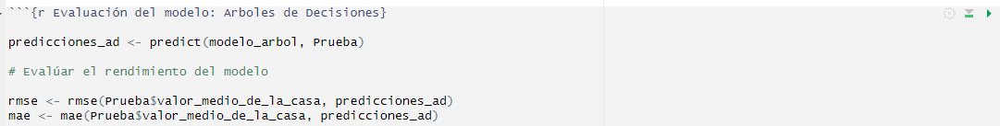 ```{r Evaluación del modelo: Arboles de Decisiones}
predicciones_ad <- predict(modelo_arbol, Prueba)
# Evalúar el rendimiento del modelo
rmse <- rmse(Prueba$valor_medio_de_la_casa, predicciones_ad)
mae <- mae(Prueba$valor_medio_de_la_casa, predicciones_ad)